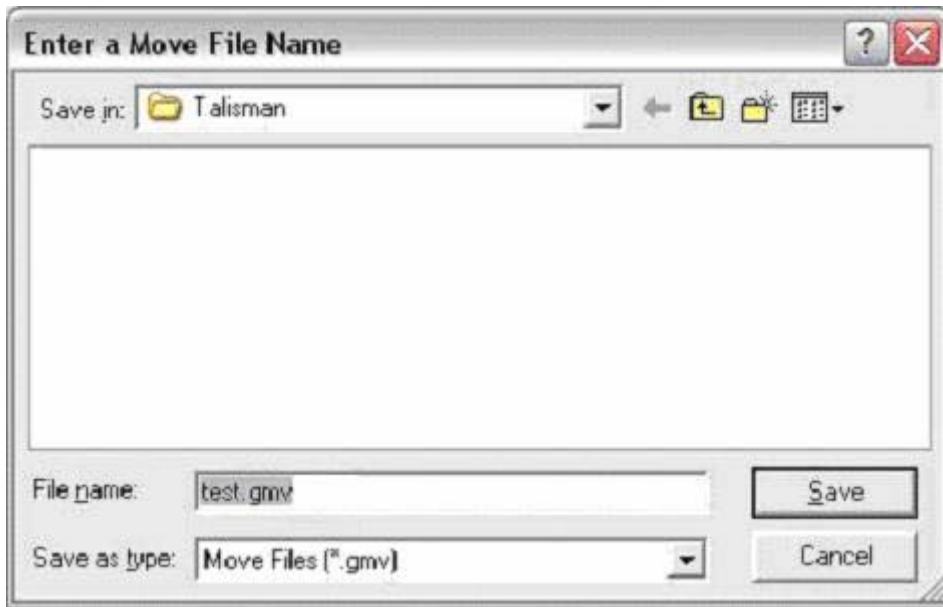 Enter a Move File Name
?
Save in: Talisman
File name: test.gmv Save
Save as type: Move Files (*.gmv) Cancel